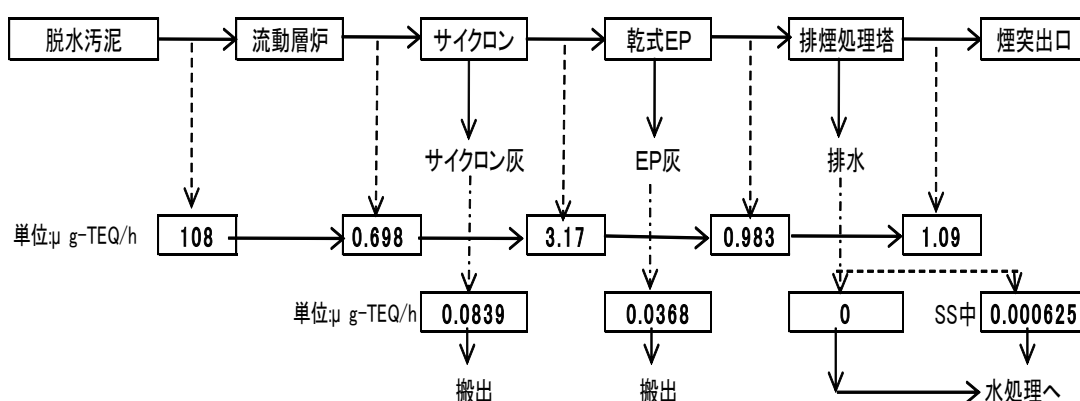 脱水汚泥
流動層炉
サイクロン
乾式EP
排煙処理塔
煙突出口
サイクロン灰
EP灰
排水
単位:μ g-TEQ/h
108
0.698
3.17
0.983
1.09
単位:μ g-TEQ/h
0.0839
0.0368
0
SS中
0.000625
搬出
搬出
水処理へ